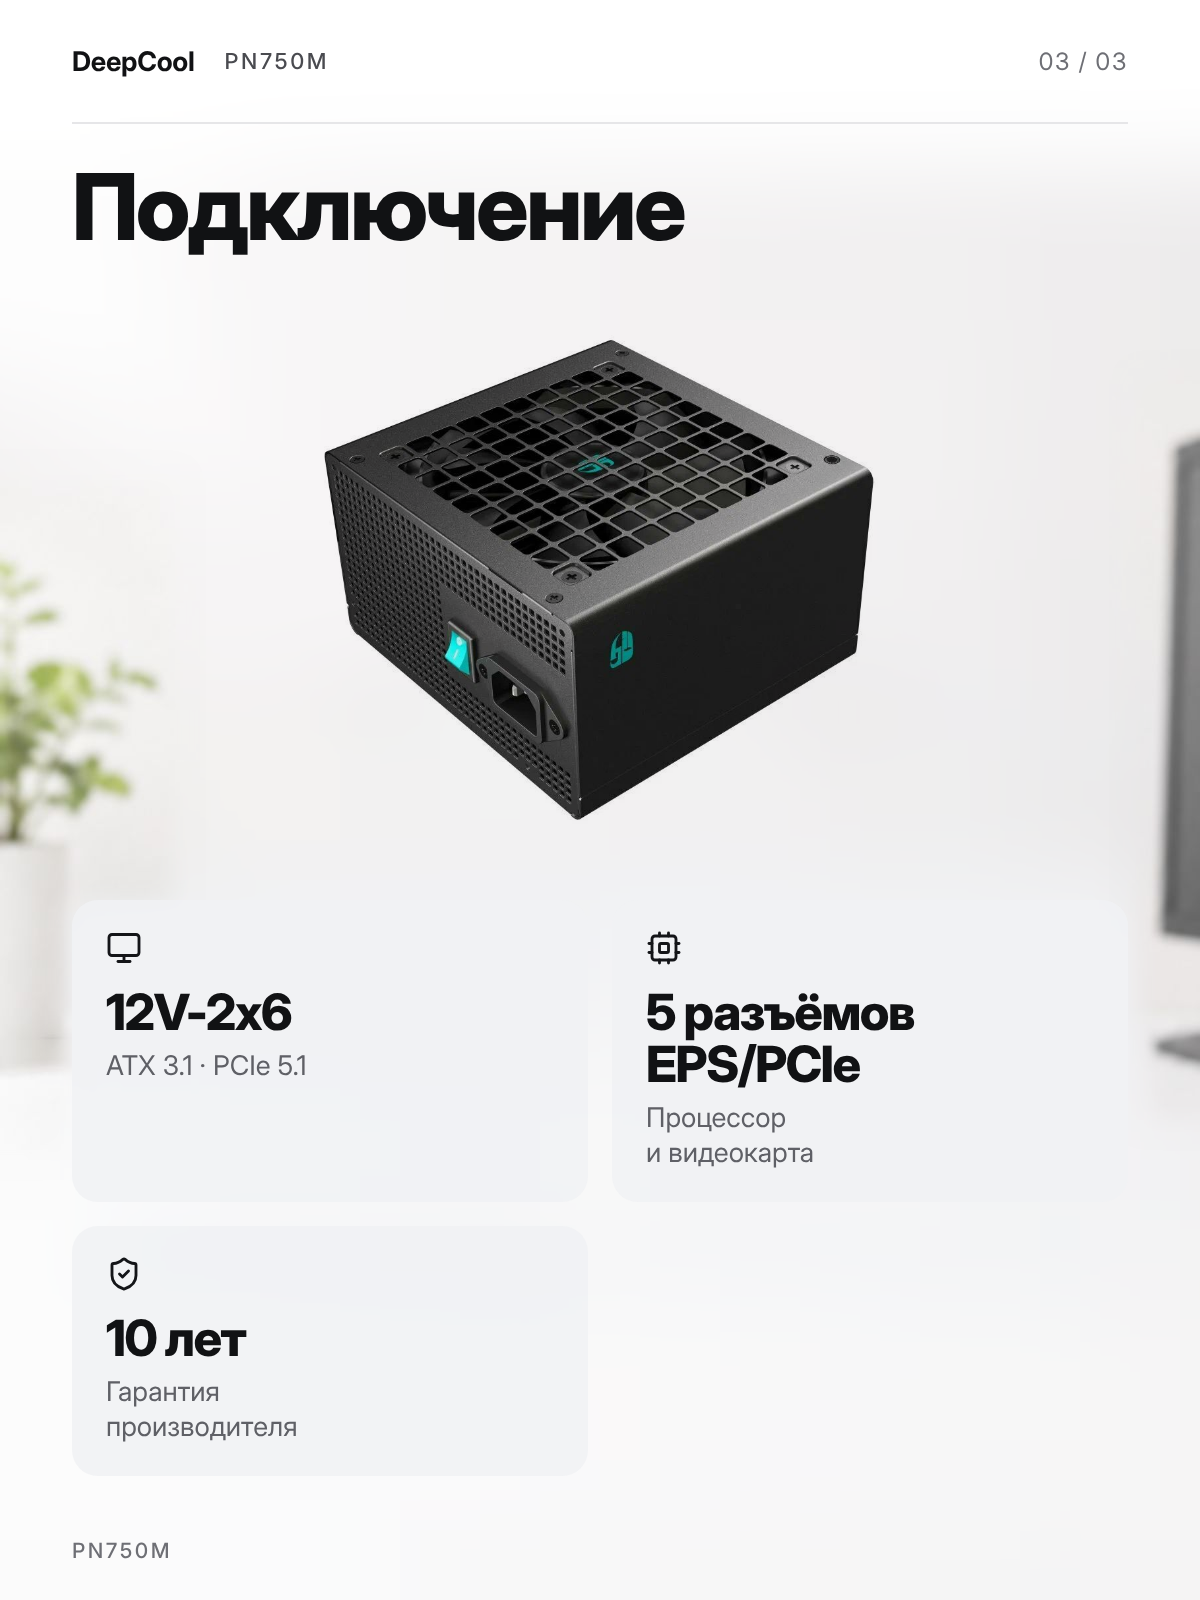 DeepCool PN750M 03 / 03
Подключение
12V-2x6
ATX 3.1 · PCIe 5.1
5 разъёмов
EPS/PCIe
Процессор
и видеокарта
10 лет
Гарантия
производителя
PN750M